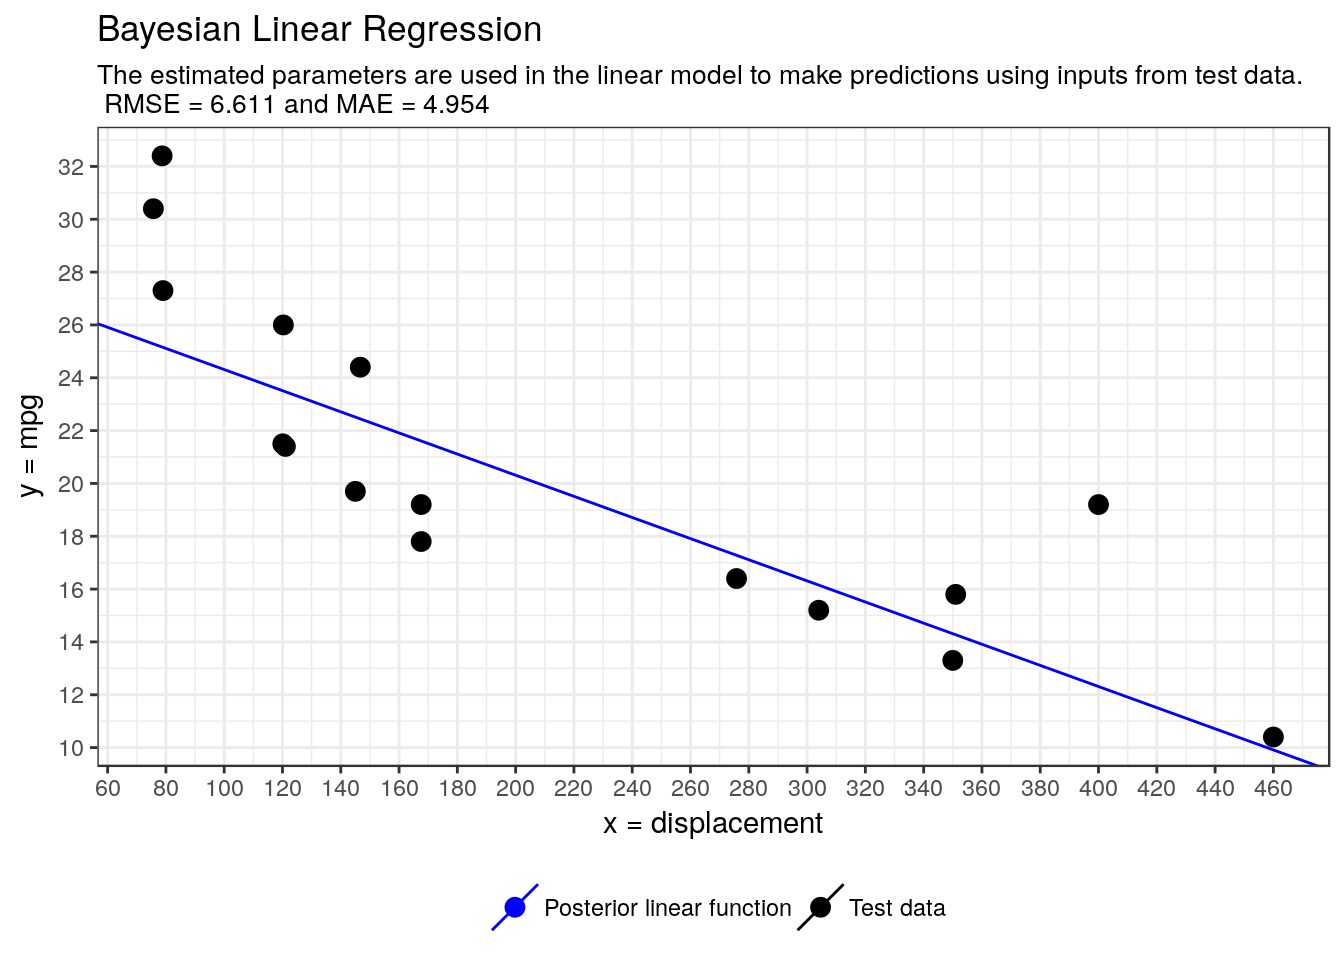 Bayesian Linear Regression
The estimated parameters are used in the linear model to make predictions using inputs from test data.
RMSE = 6.611 and MAE = 4.954
32
30
28
26
24
22
20
18
16
14
12
10
y = mpg
60 80 100 120 140 160 180 200 220 240 260 280 300 320 340 360 380 400 420 440 460
x = displacement
Posterior linear function Test data